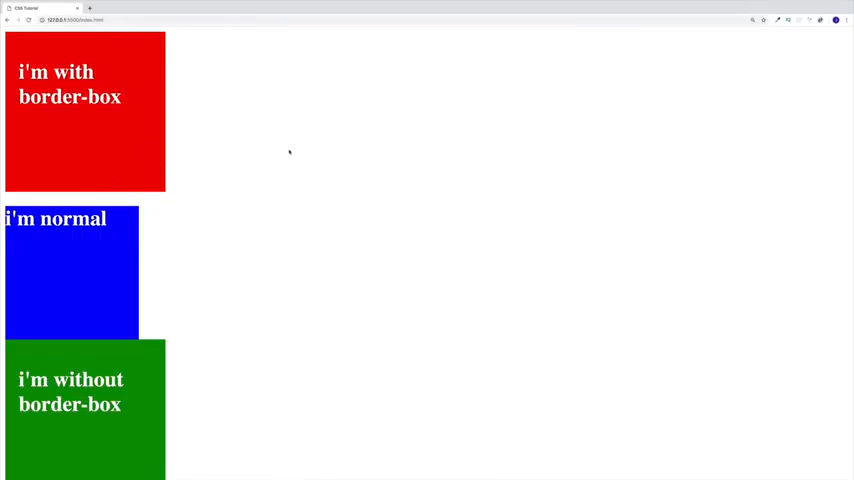 CSS Tutorial
127.0.0.1:5500/index.html
i'm with
border-box
i'm normal
i'm without
border-box